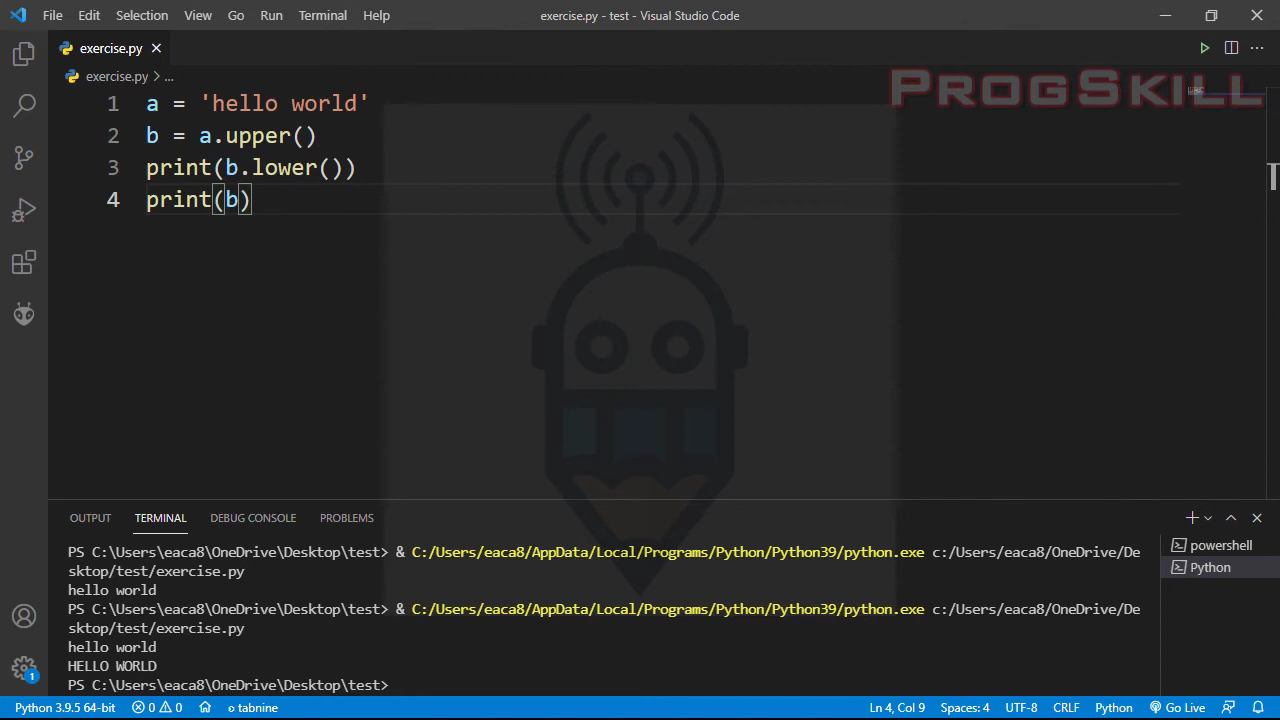 File Edit Selection View Go Run Terminal Help exercise.py - test - Visual Studio Code
exercise.py
exercise.py > ...
PROGSKILL
1 a = 'hello world'
2 b = a.upper()
3 print(b.lower())
4 print(b)
OUTPUT TERMINAL DEBUG CONSOLE PROBLEMS
PS C:\Users\eaca8\OneDrive\Desktop\test> & C:/Users/eaca8/AppData/Local/Programs/Python/Python39/python.exe c:/Users/eaca8/OneDrive/De
sktop/test/exercise.py
hello world
PS C:\Users\eaca8\OneDrive\Desktop\test> & C:/Users/eaca8/AppData/Local/Programs/Python/Python39/python.exe c:/Users/eaca8/OneDrive/De
sktop/test/exercise.py
hello world
HELLO WORLD
PS C:\Users\eaca8\OneDrive\Desktop\test>
powershell
Python
1
Python 3.9.5 64-bit 0 0 tabnine Ln 4, Col 9 Spaces: 4 UTF-8 CRLF Python Go Live